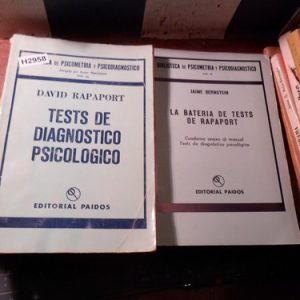 H2958
BIBLIOTECA DE PSICOMETRIA Y PSICODIAGNOSTICO
DAVID RAPAPORT
TESTS DE
DIAGNOSTICO
PSICOLOGICO
EDITORIAL PAIDOS
BIBLIOTECA DE PSICOMETRIA Y PSICODIAGNOSTICO
JAIME BERNSTEIN
LA BATERIA DE TESTS
DE RAPAPORT
Cuaderno anexo al manual
Tests de diagnóstico psicológico
EDITORIAL PAIDOS